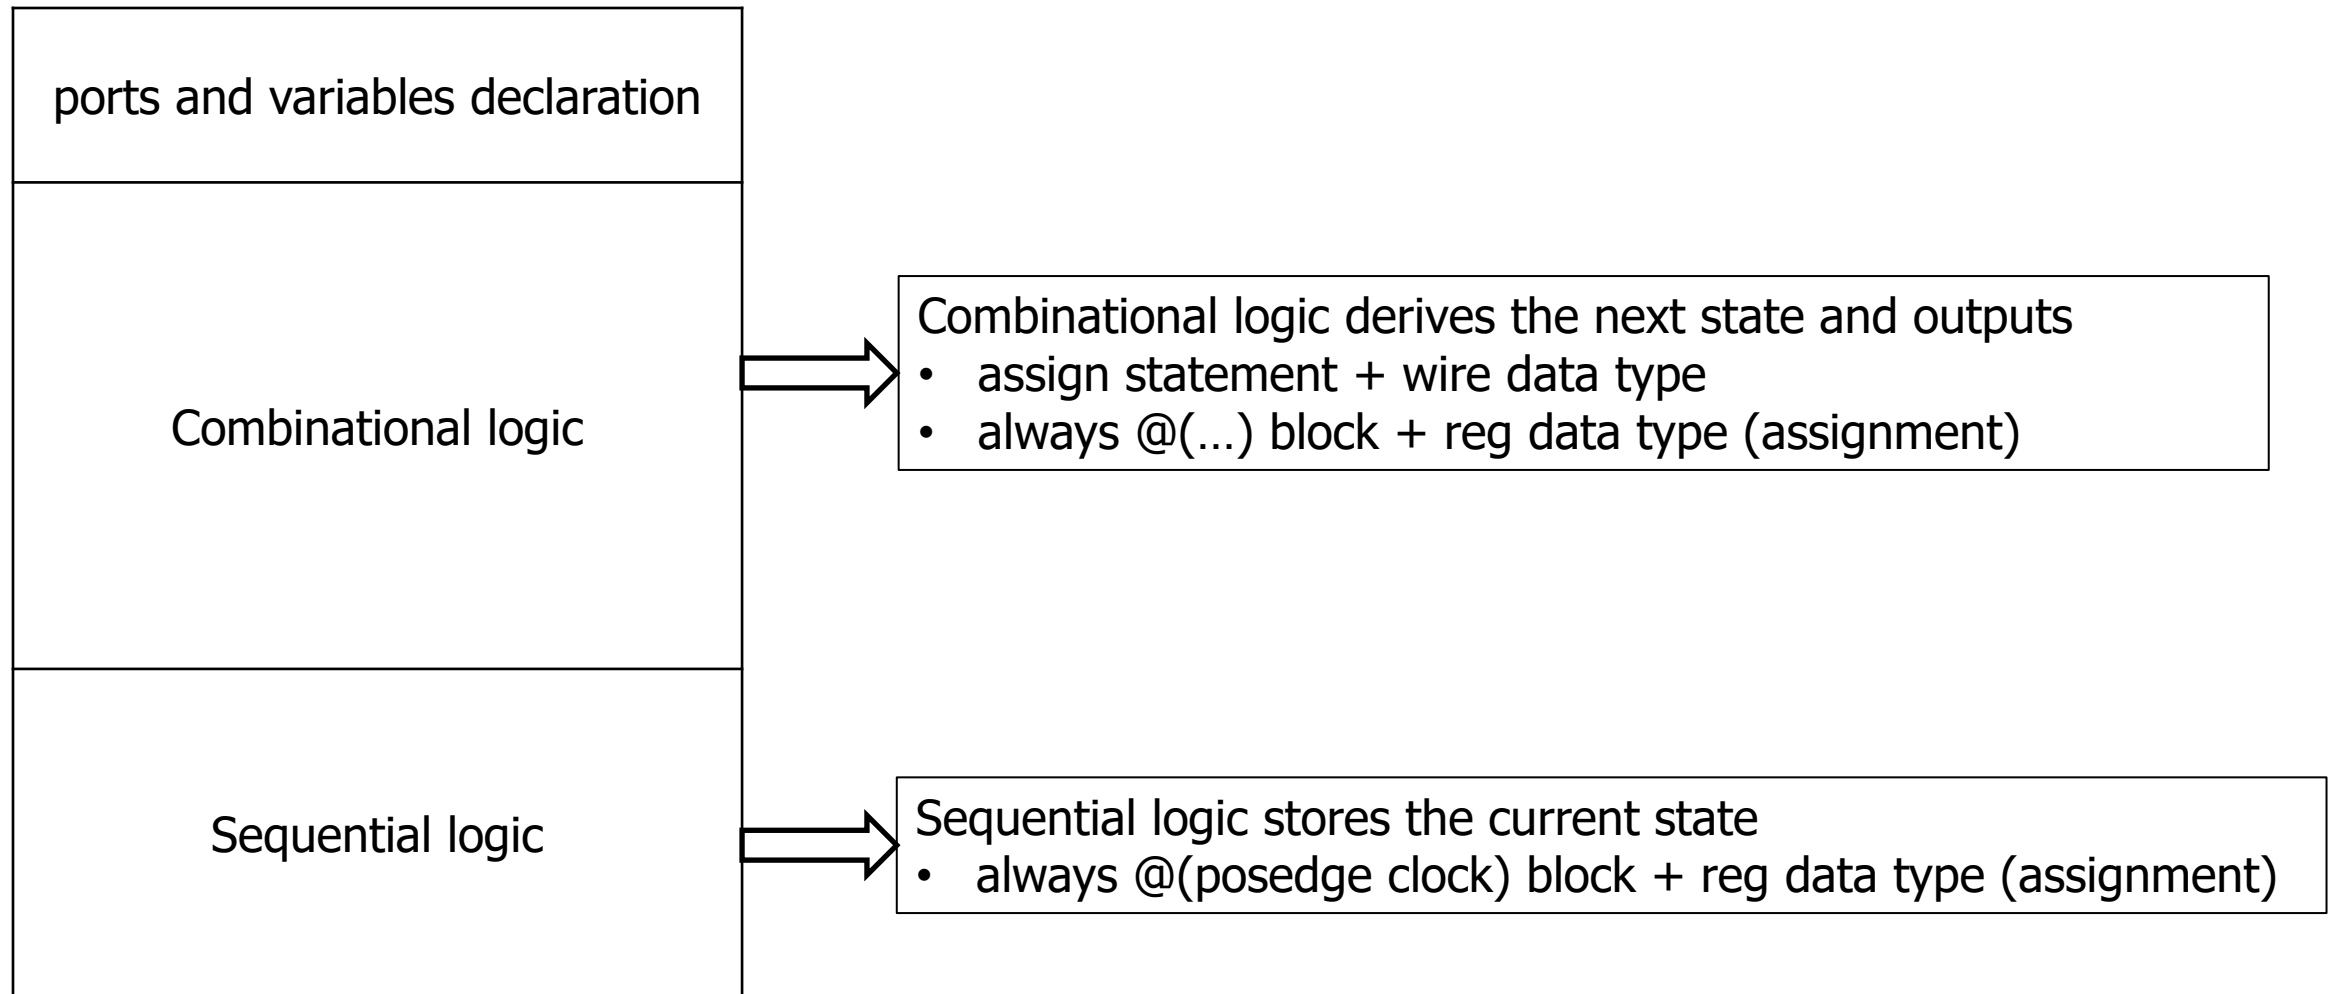 ports and variables declaration
Combinational logic
Combinational logic derives the next state and outputs
• assign statement + wire data type
• always @(...) block + reg data type (assignment)
Sequential logic
Sequential logic stores the current state
• always @(posedge clock) block + reg data type (assignment)